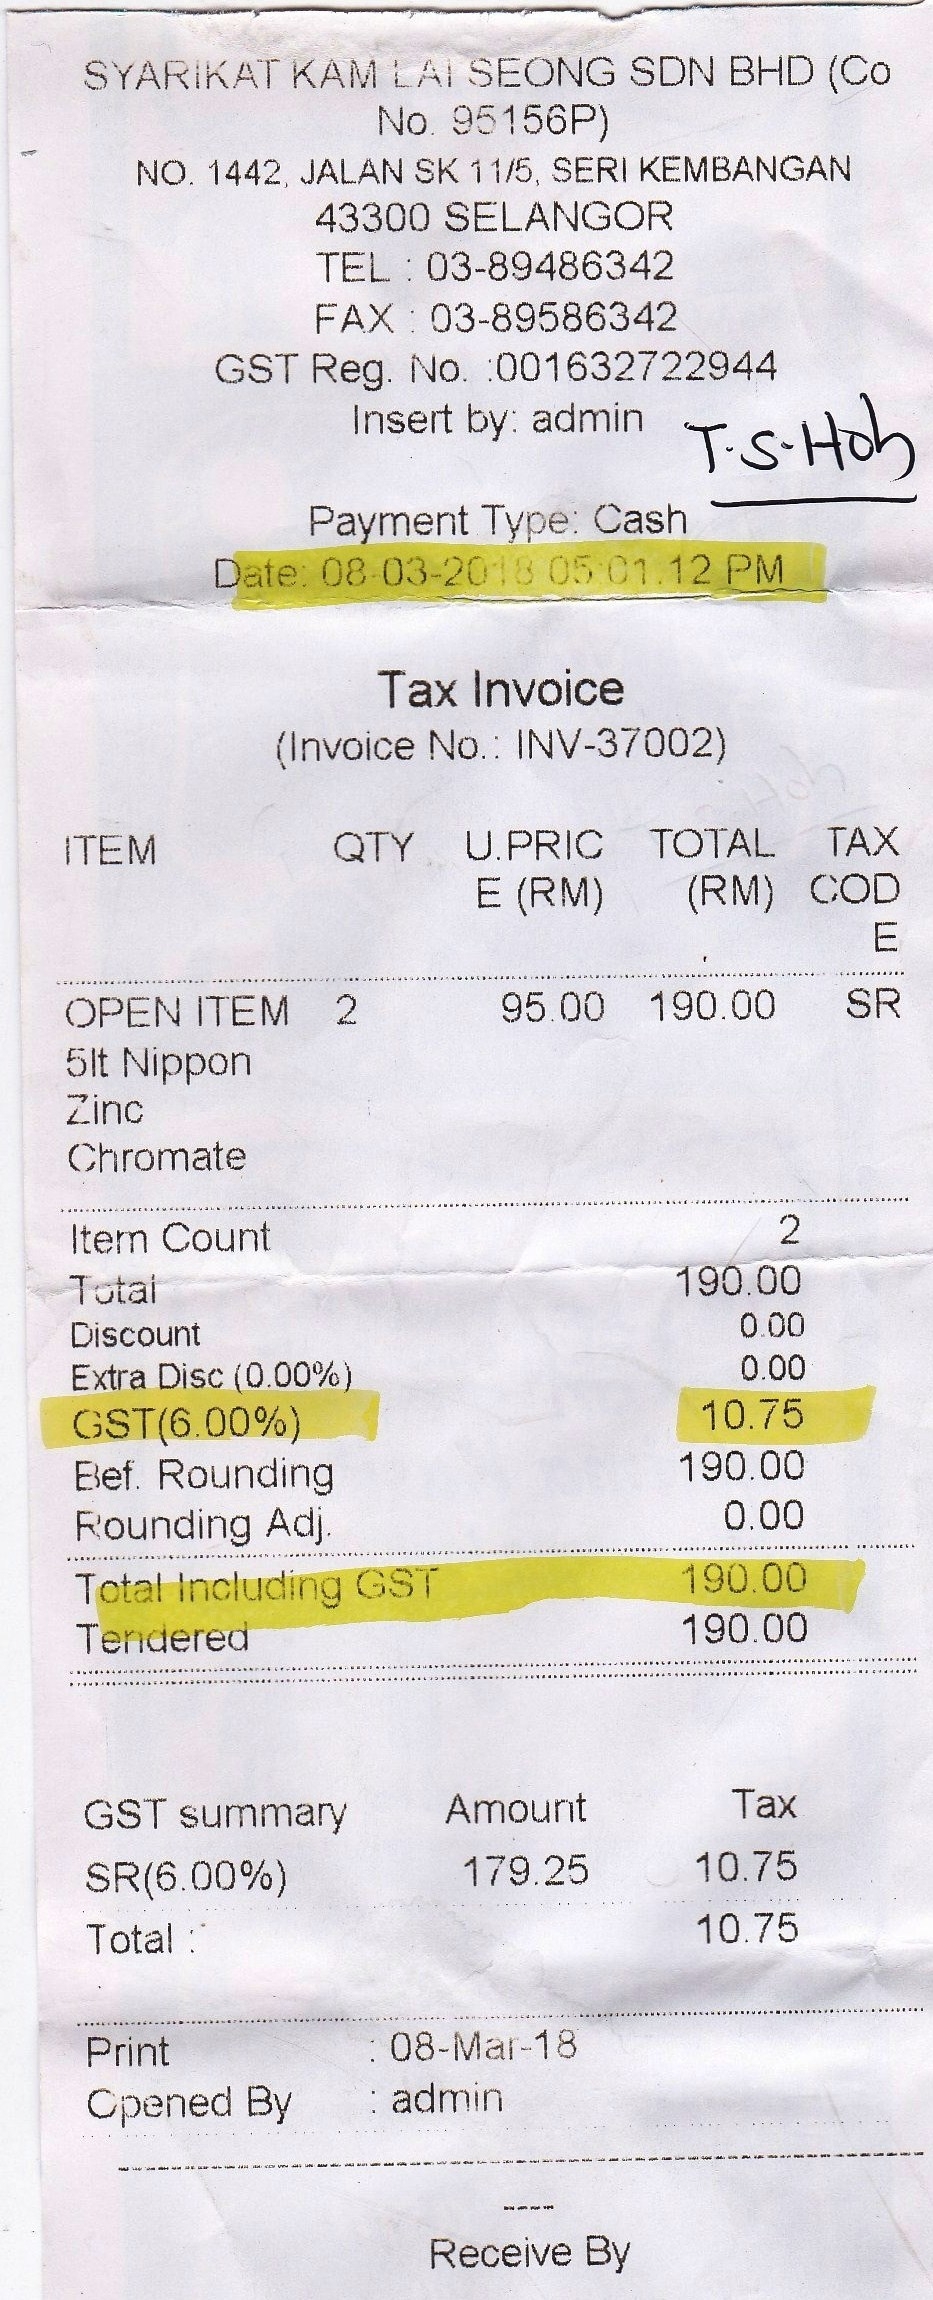 SYARIKAT KAM LAI SEONG SDN BHD (Co
No. 95156P)
NO. 1442, JALAN SK 11/5, SERI KEMBANGAN
43300 SELANGOR
TEL : 03-89486342
FAX : 03-89586342
GST Reg. No. :001632722944
Insert by: admin
T.S.Hoh
Payment Type: Cash
Date: 08-03-2018 05:01:12 PM
Tax Invoice
(Invoice No.: INV-37002)
ITEM QTY U.PRIC TOTAL TAX
E (RM) (RM) COD
E
OPEN ITEM 2 95.00 190.00 SR
5lt Nippon
Zinc
Chromate
Item Count 2
Total 190.00
Discount 0.00
Extra Disc (0.00%) 0.00
GST(6.00%) 10.75
Bef. Rounding 190.00
Rounding Adj. 0.00
Total Including GST 190.00
Tendered 190.00
GST summary Amount Tax
SR(6.00%) 179.25 10.75
Total : 10.75
Print : 08-Mar-18
Opened By : admin
Receive By